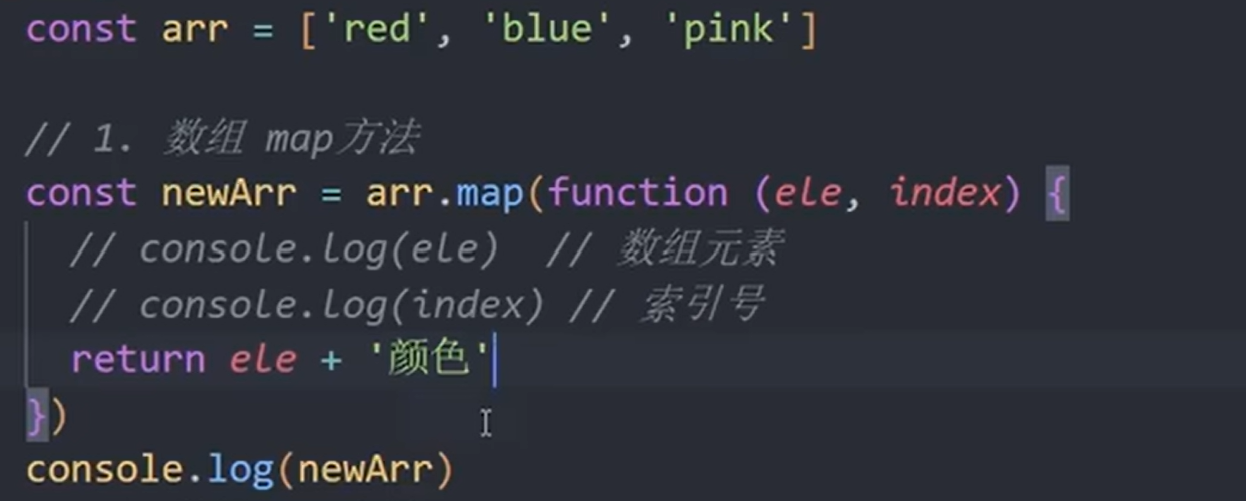 const arr = ['red', 'blue', 'pink']
// 1. 数组 map方法
const newArr = arr.map(function (ele, index) {
// console.log(ele) // 数组元素
// console.log(index) // 索引号
return ele + '颜色'
})
console.log(newArr)